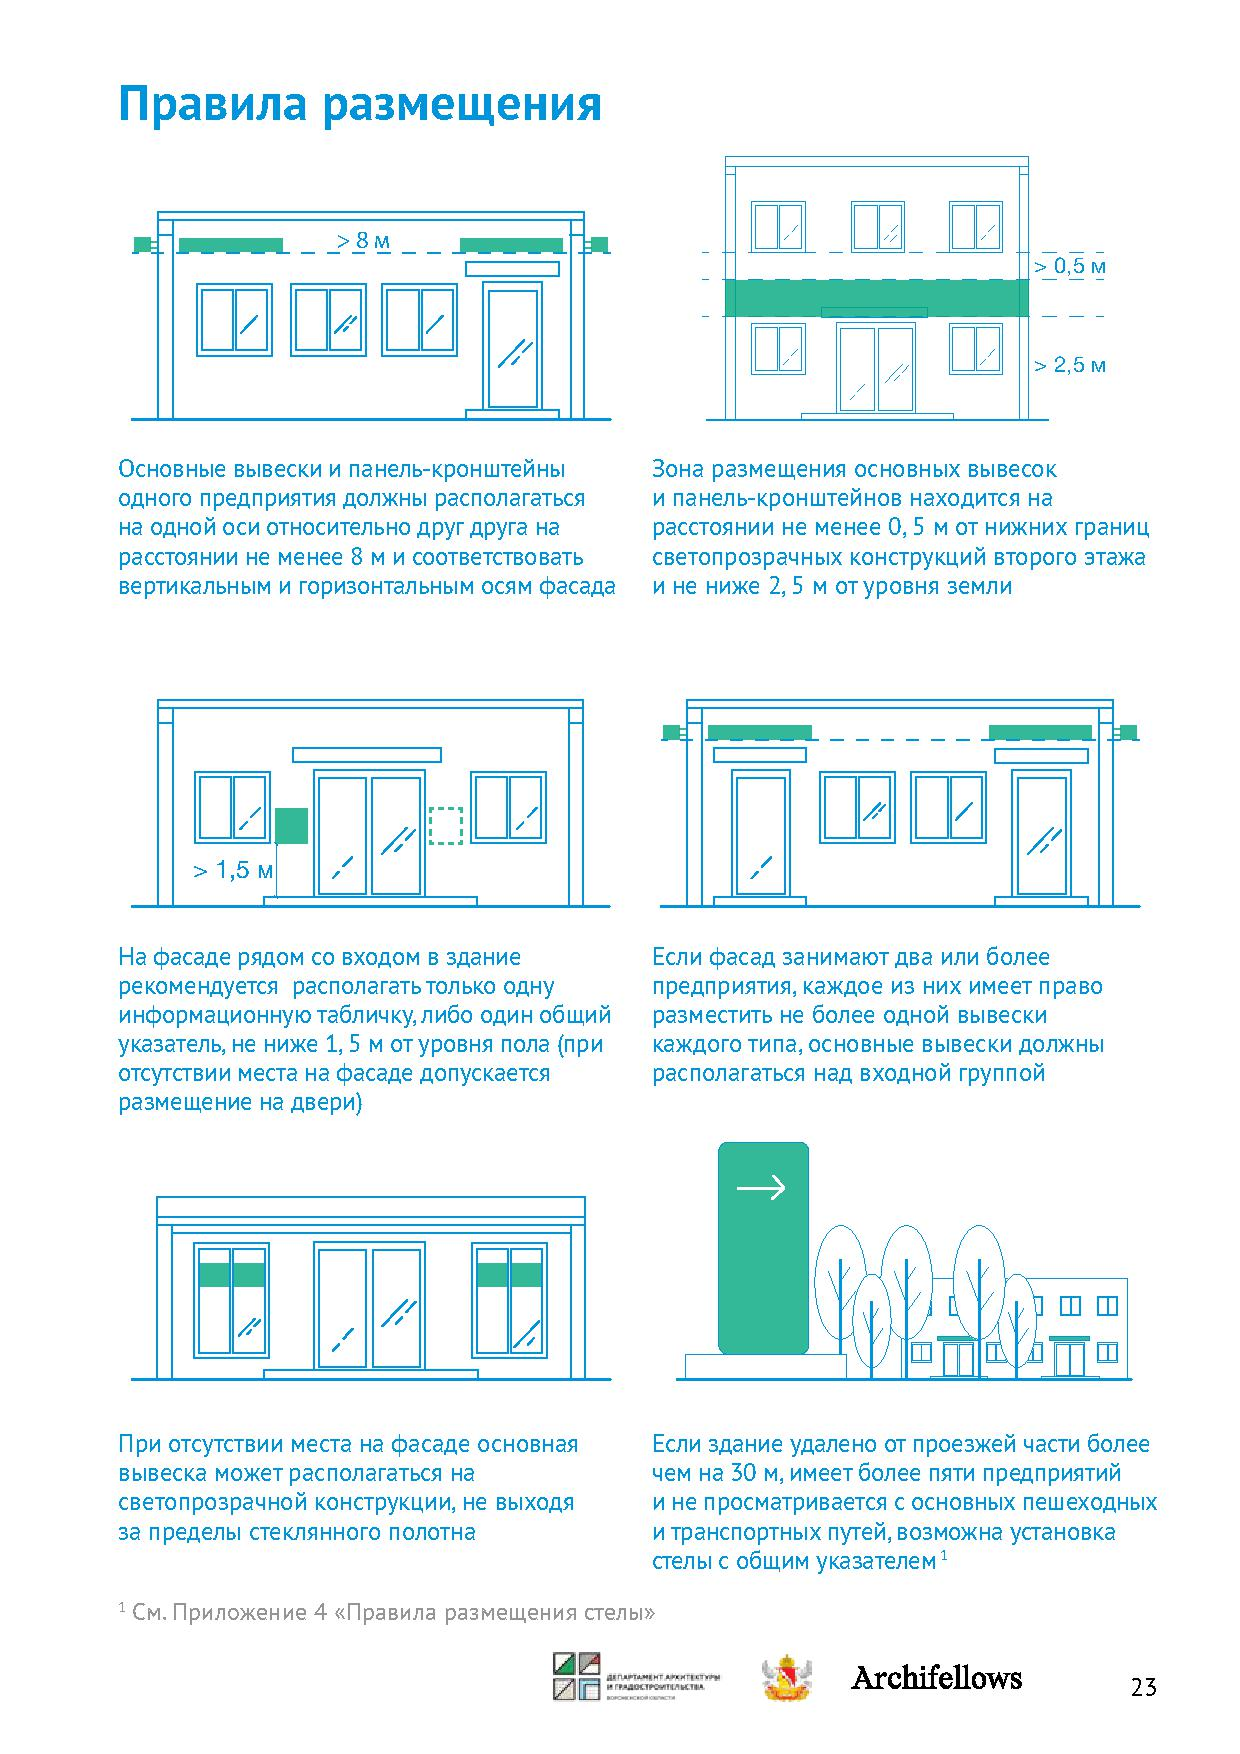 Правила размещения
> 8 м
> 0,5 м
> 2,5 м
Основные вывески и панель-кронштейны
одного предприятия должны располагаться
на одной оси относительно друг друга на
расстоянии не менее 8 м и соответствовать
вертикальным и горизонтальным осям фасада
Зона размещения основных вывесок
и панель-кронштейнов находится на
расстоянии не менее 0, 5 м от нижних границ
светопрозрачных конструкций второго этажа
и не ниже 2, 5 м от уровня земли
> 1,5 м
На фасаде рядом со входом в здание
рекомендуется располагать только одну
информационную табличку, либо один общий
указатель, не ниже 1, 5 м от уровня пола (при
отсутствии места на фасаде допускается
размещение на двери)
Если фасад занимают два или более
предприятия, каждое из них имеет право
разместить не более одной вывески
каждого типа, основные вывески должны
располагаться над входной группой
При отсутствии места на фасаде основная
вывеска может располагаться на
светопрозрачной конструкции, не выходя
за пределы стеклянного полотна
Если здание удалено от проезжей части более
чем на 30 м, имеет более пяти предприятий
и не просматривается с основных пешеходных
и транспортных путей, возможна установка
стелы с общим указателем ¹
¹ См. Приложение 4 «Правила размещения стелы»
ДЕПАРТАМЕНТ АРХИТЕКТУРЫ
И ГРАДОСТРОИТЕЛЬСТВА
ВОРОНЕЖСКОЙ ОБЛАСТИ
Archifellows
23